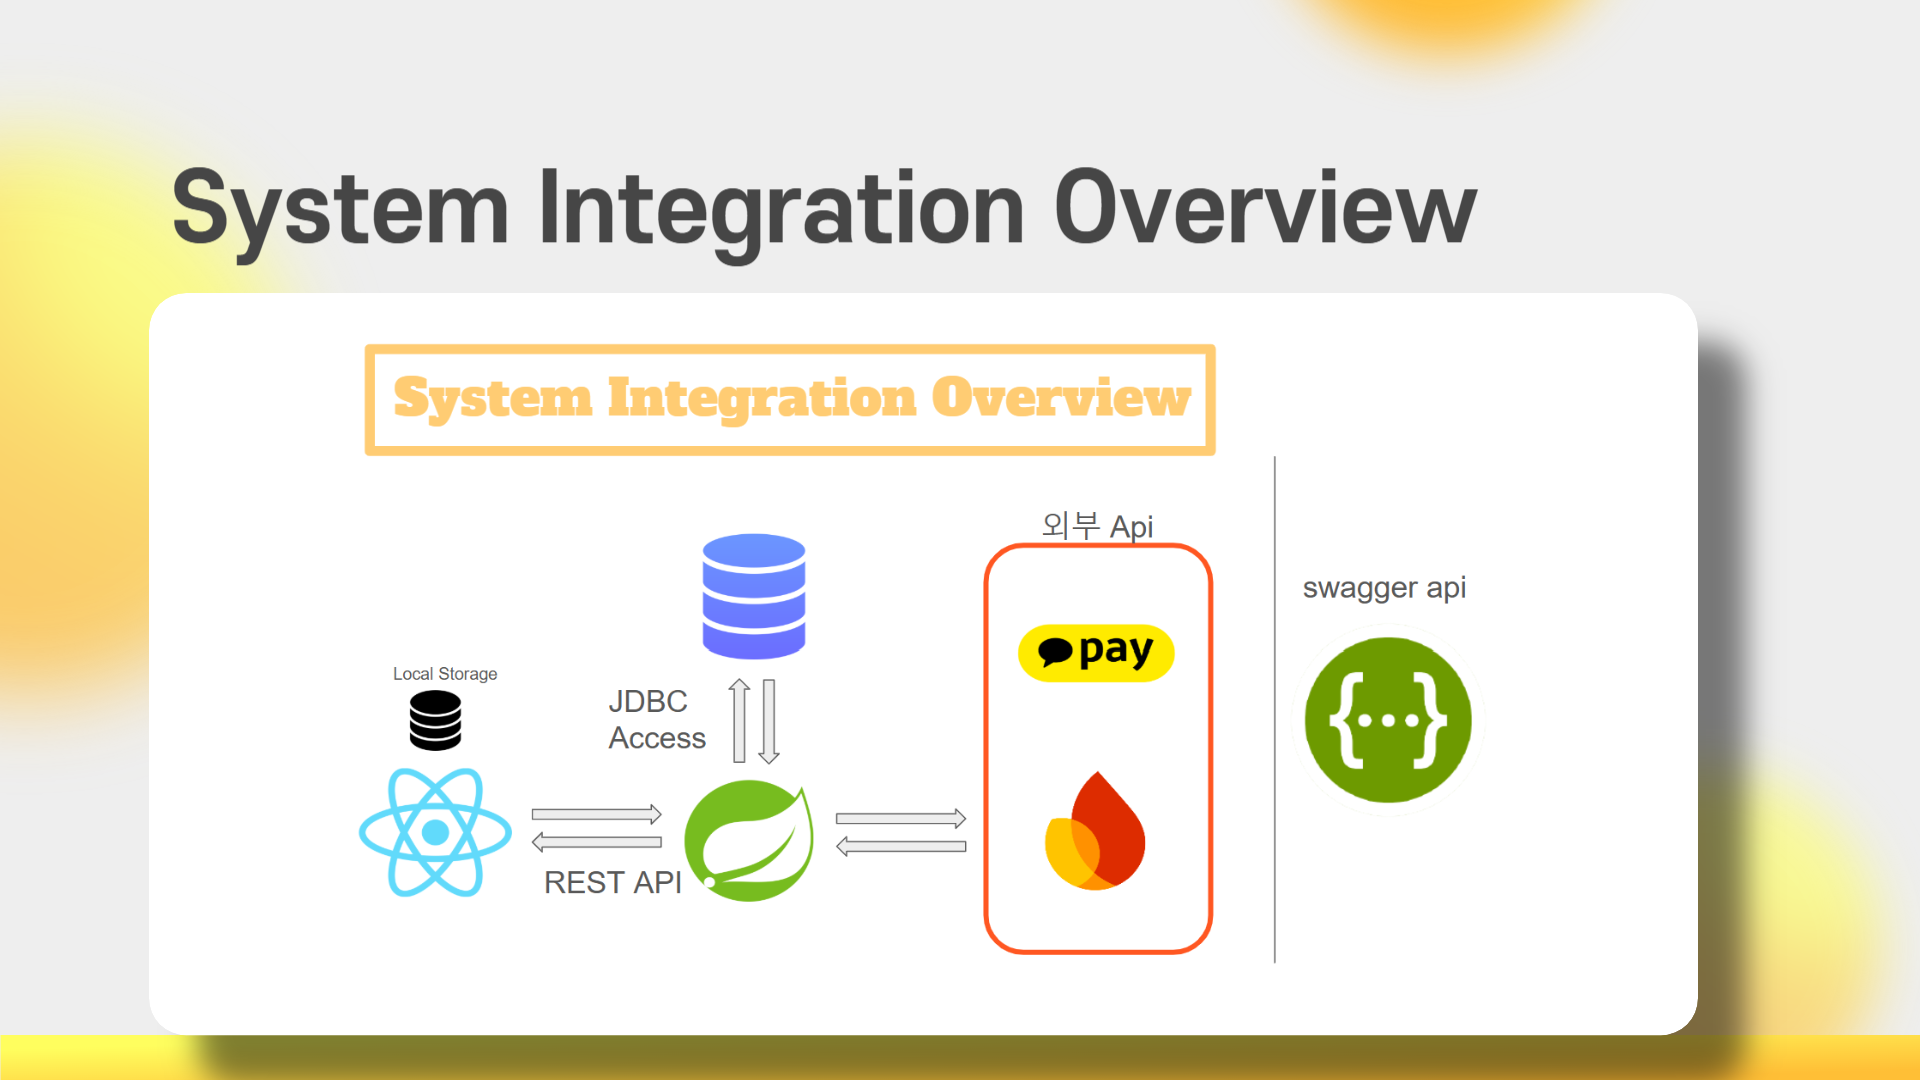 System Integration Overview
System Integration Overview
외부 Api
pay
swagger api
Local Storage
JDBC
Access
REST API